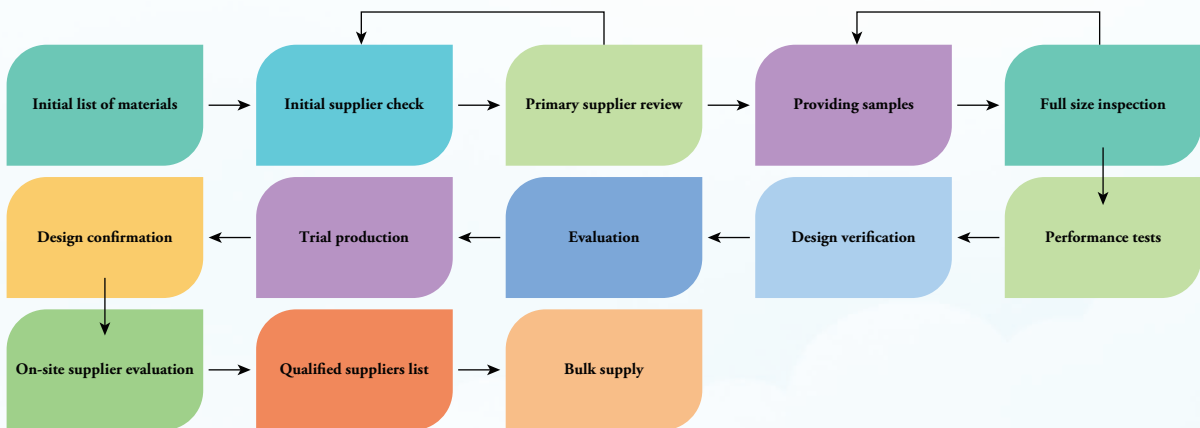 Initial list of materials
Initial supplier check
Primary supplier review
Providing samples
Full size inspection
Design confirmation
Trial production
Evaluation
Design verification
Performance tests
On-site supplier evaluation
Qualified suppliers list
Bulk supply